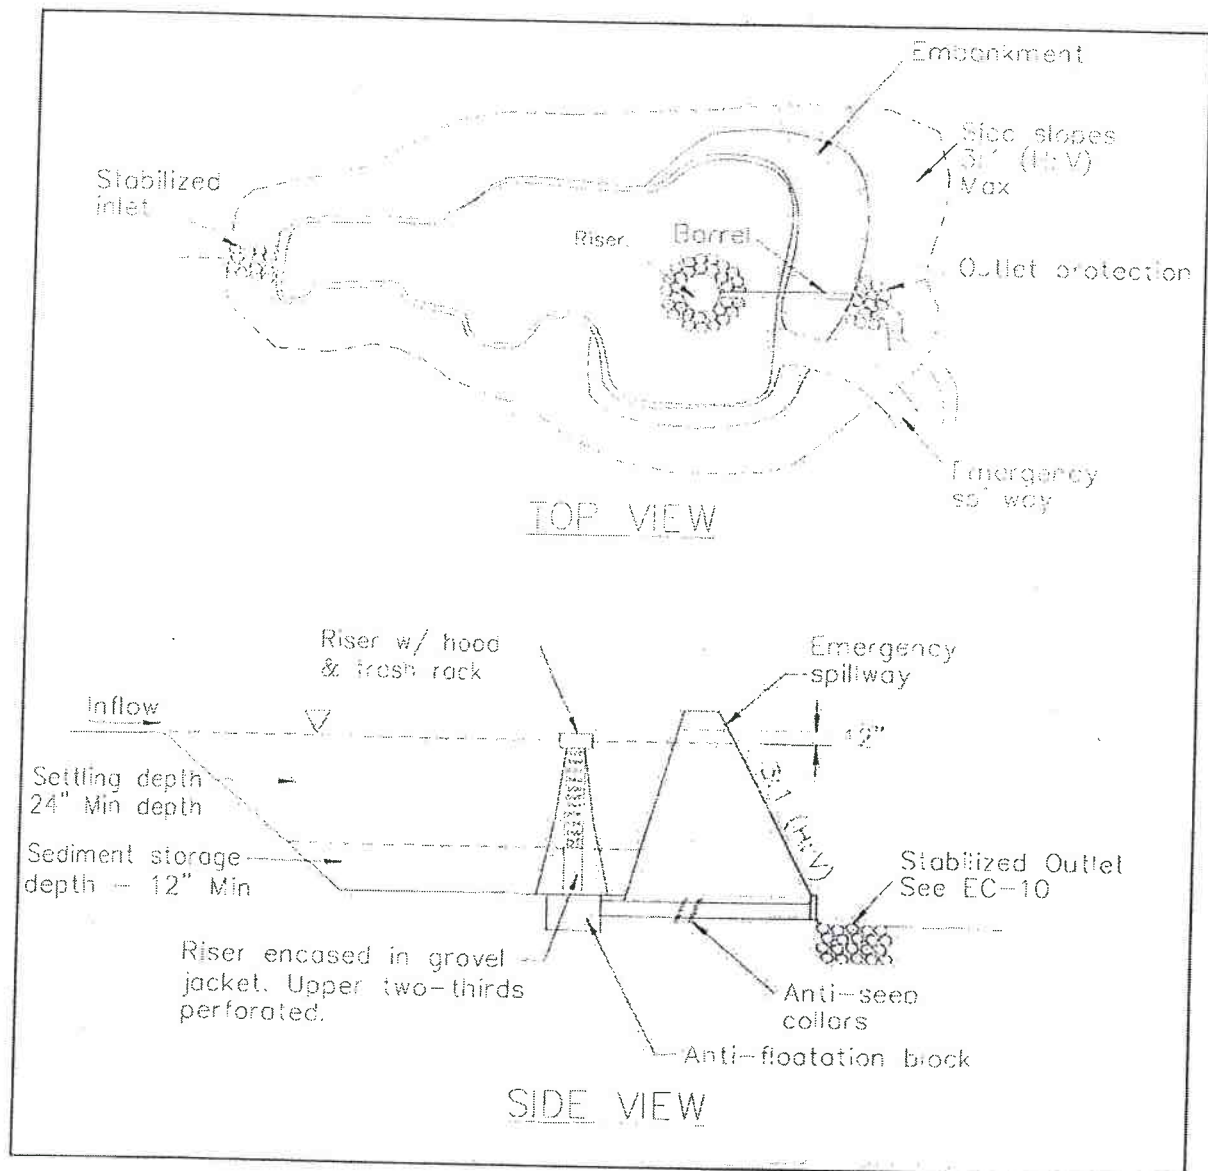 Embankment
Side slopes
3:1 (H:V)
Max
Stabilized
inlet
Riser.
Barrel
Outlet protection
Emergency
TOP VIEW
Riser w/ hood
& trash rack
Emergency
spillway
Inflow
12"
Settling depth
24" Min depth
3:1 (H:V)
Sediment storage
depth - 12" Min
Stabilized Outlet
See EC-10
Riser encased in gravel
jacket. Upper two-thirds
perforated.
Anti-seep
collars
Anti-floatation block
SIDE VIEW